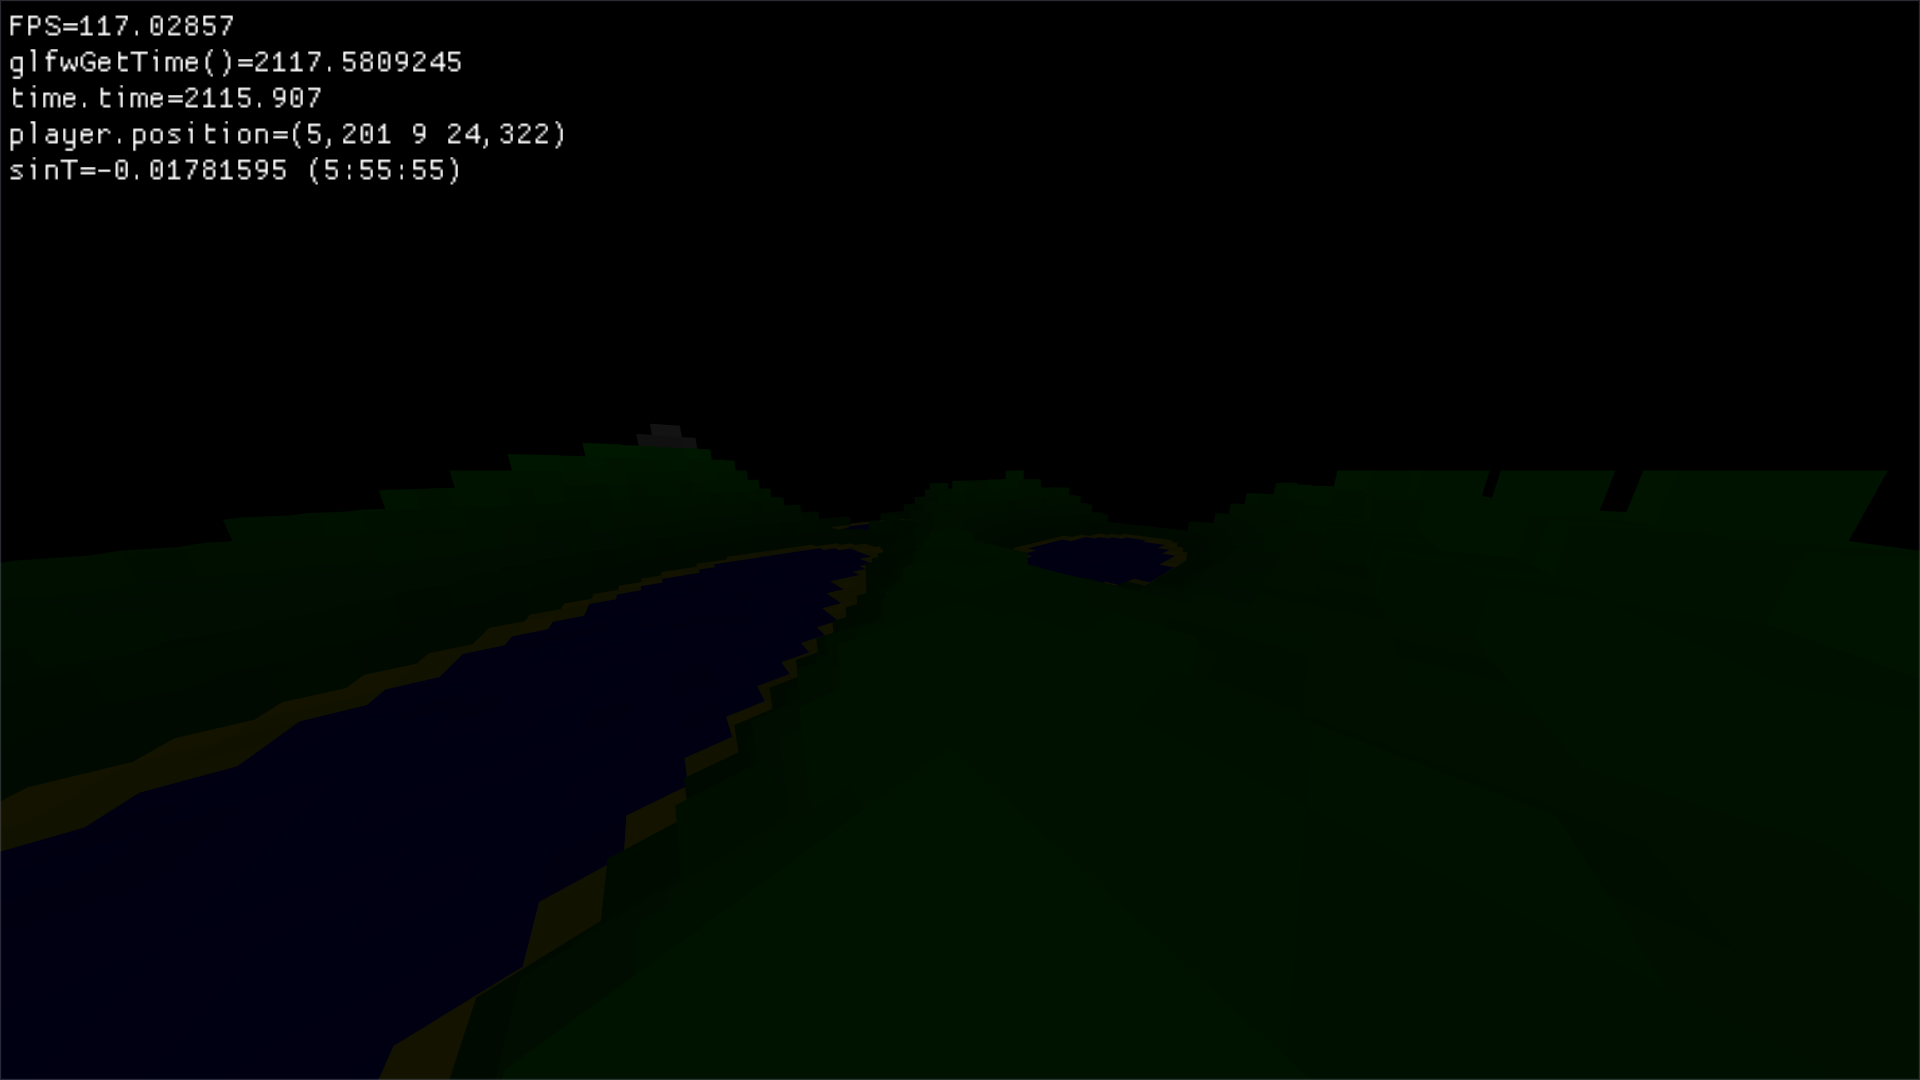 FPS=117.02857
glfwGetTime()=2117.5809245
time.time=2115.907
player.position=(5,201 9 24,322)
sinT=-0.01781595 (5:55:55)